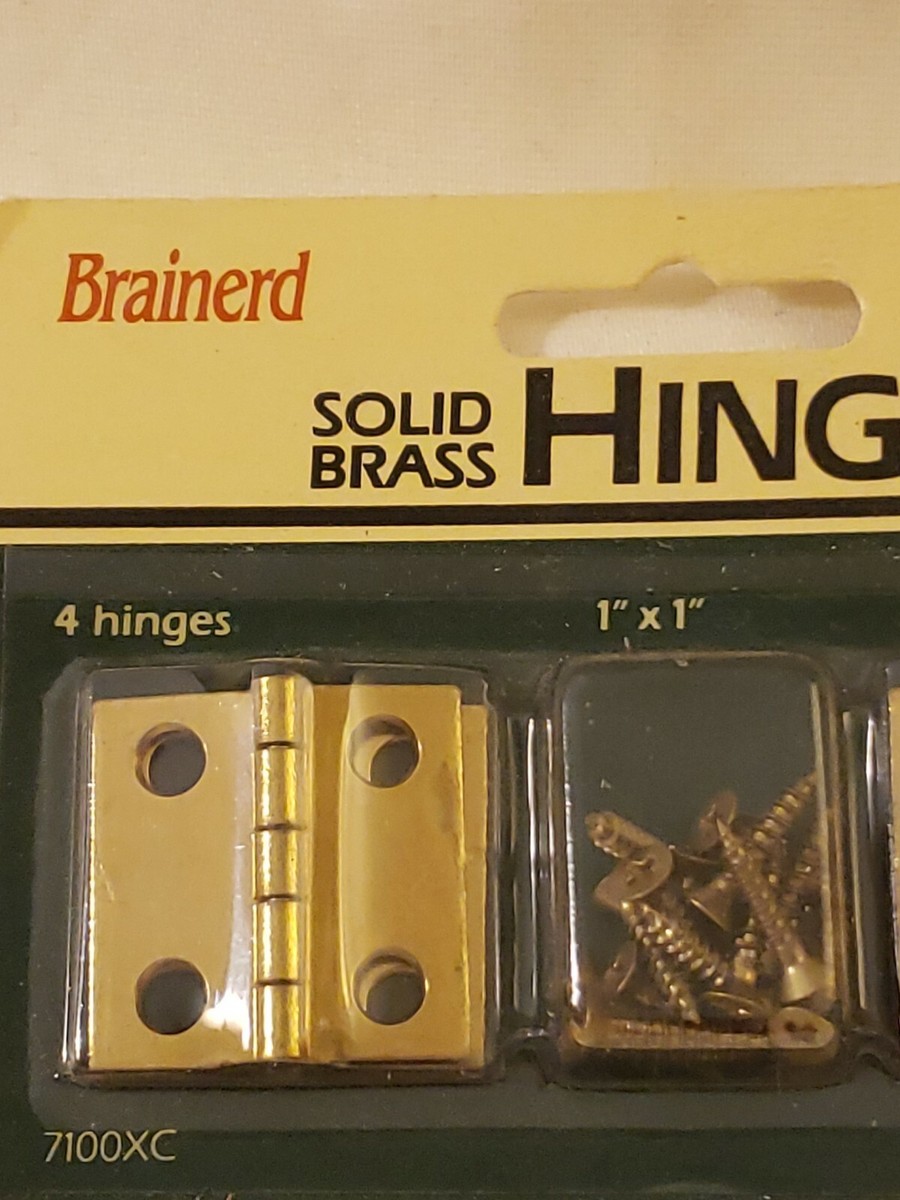 Brainerd
SOLID
BRASS HING
4 hinges
1" x 1"
7100XC